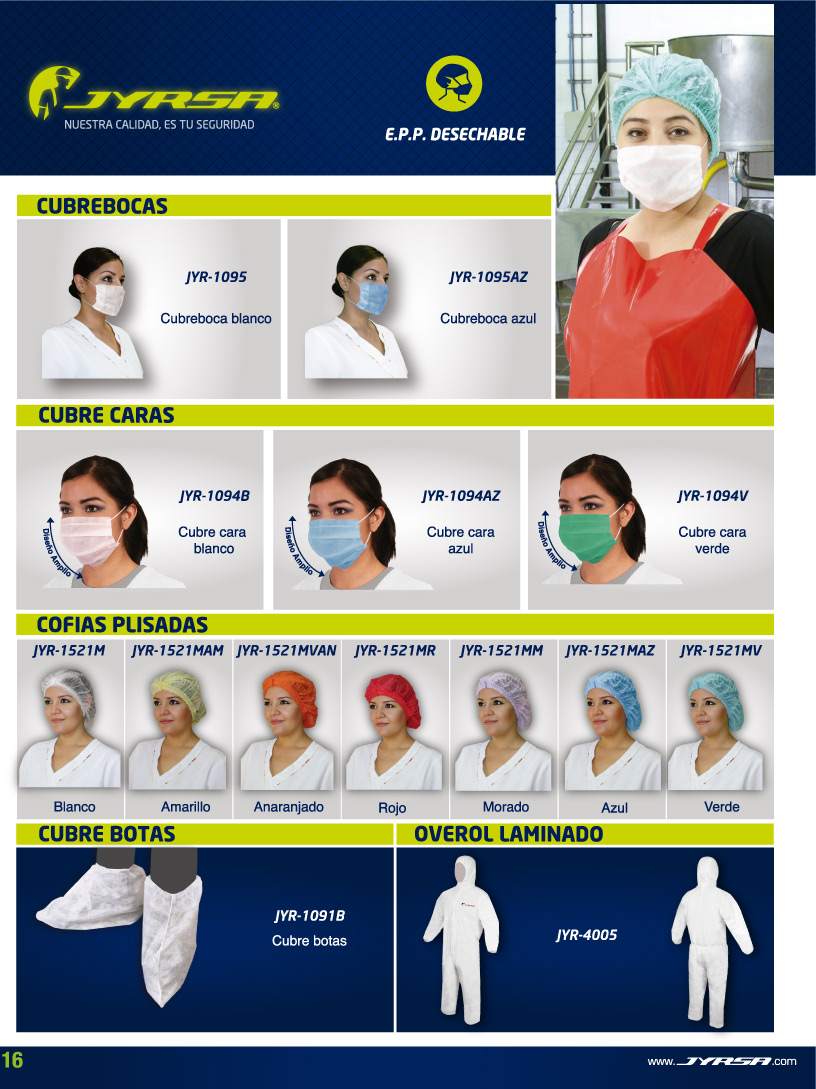 JYRSA®
NUESTRA CALIDAD, ES TU SEGURIDAD
E.P.P. DESECHABLE
CUBREBOCAS
JYR-1095
Cubreboca blanco
JYR-1095AZ
Cubreboca azul
CUBRE CARAS
JYR-1094B
Cubre cara
blanco
Diseño Amplio
JYR-1094AZ
Cubre cara
azul
Diseño Amplio
JYR-1094V
Cubre cara
verde
Diseño Amplio
COFIAS PLISADAS
JYR-1521M
JYR-1521MAM
JYR-1521MVAN
JYR-1521MR
JYR-1521MM
JYR-1521MAZ
JYR-1521MV
Blanco
Amarillo
Anaranjado
Rojo
Morado
Azul
Verde
CUBRE BOTAS
JYR-1091B
Cubre botas
OVEROL LAMINADO
JYR-4005
16
www.JYRSA.com